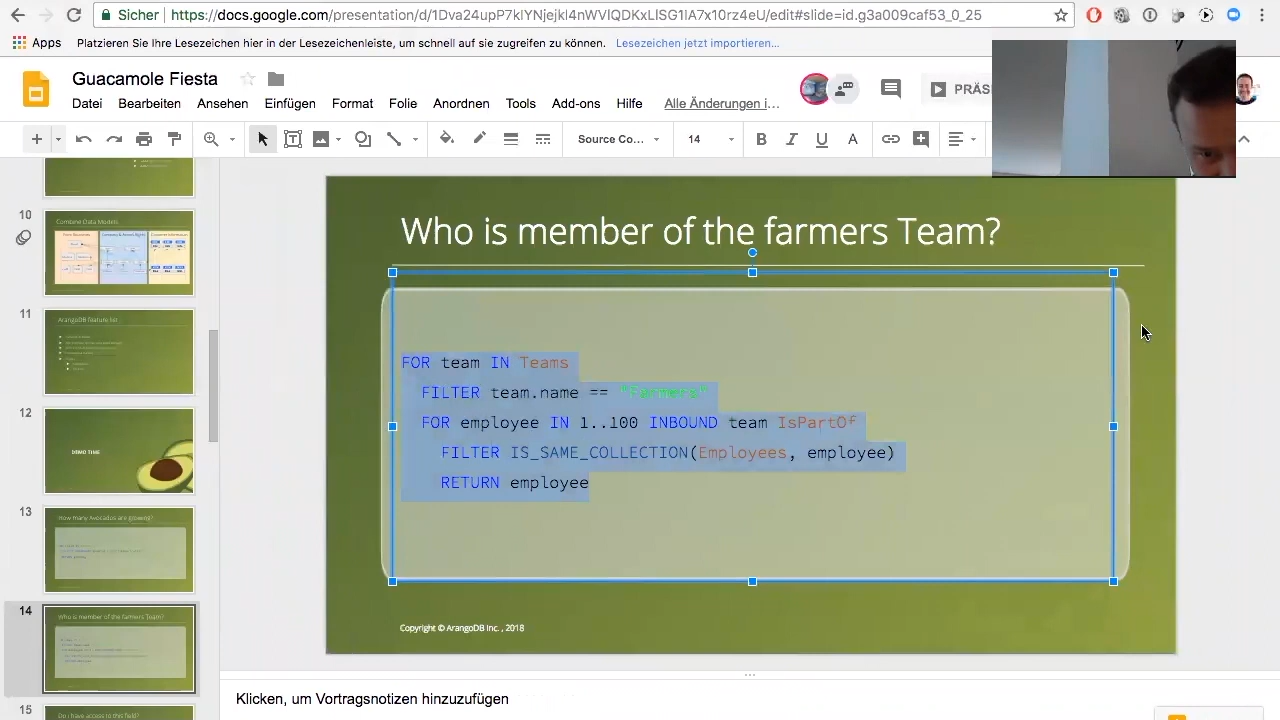 Sicher
https://docs.google.com/presentation/d/1Dva24upP7klYNjejkl4nWVlQDKxLlSG1lA7x10rz4eU/edit#slide=id.g3a009caf53_0_25
Apps
Platzieren Sie Ihre Lesezeichen hier in der Lesezeichenleiste, um schnell auf sie zugreifen zu können.
Lesezeichen jetzt importieren...
Guacamole Fiesta
Datei Bearbeiten Ansehen Einfügen Format Folie Anordnen Tools Add-ons Hilfe Alle Änderungen i...
PRÄS
Source Co...
14
B I U A
10
Combine Data Models
11
ArangoDB feature list
12
DEMO TIME
13
How many Avocados are growing?
14
Who is member of the farmers Team?
15
Do I have access to this field?
Who is member of the farmers Team?
FOR team IN Teams
FILTER team.name == "Farmers"
FOR employee IN 1..100 INBOUND team IsPartOf
FILTER IS_SAME_COLLECTION(Employees, employee)
RETURN employee
Copyright © ArangoDB Inc. , 2018
Klicken, um Vortragsnotizen hinzuzufügen